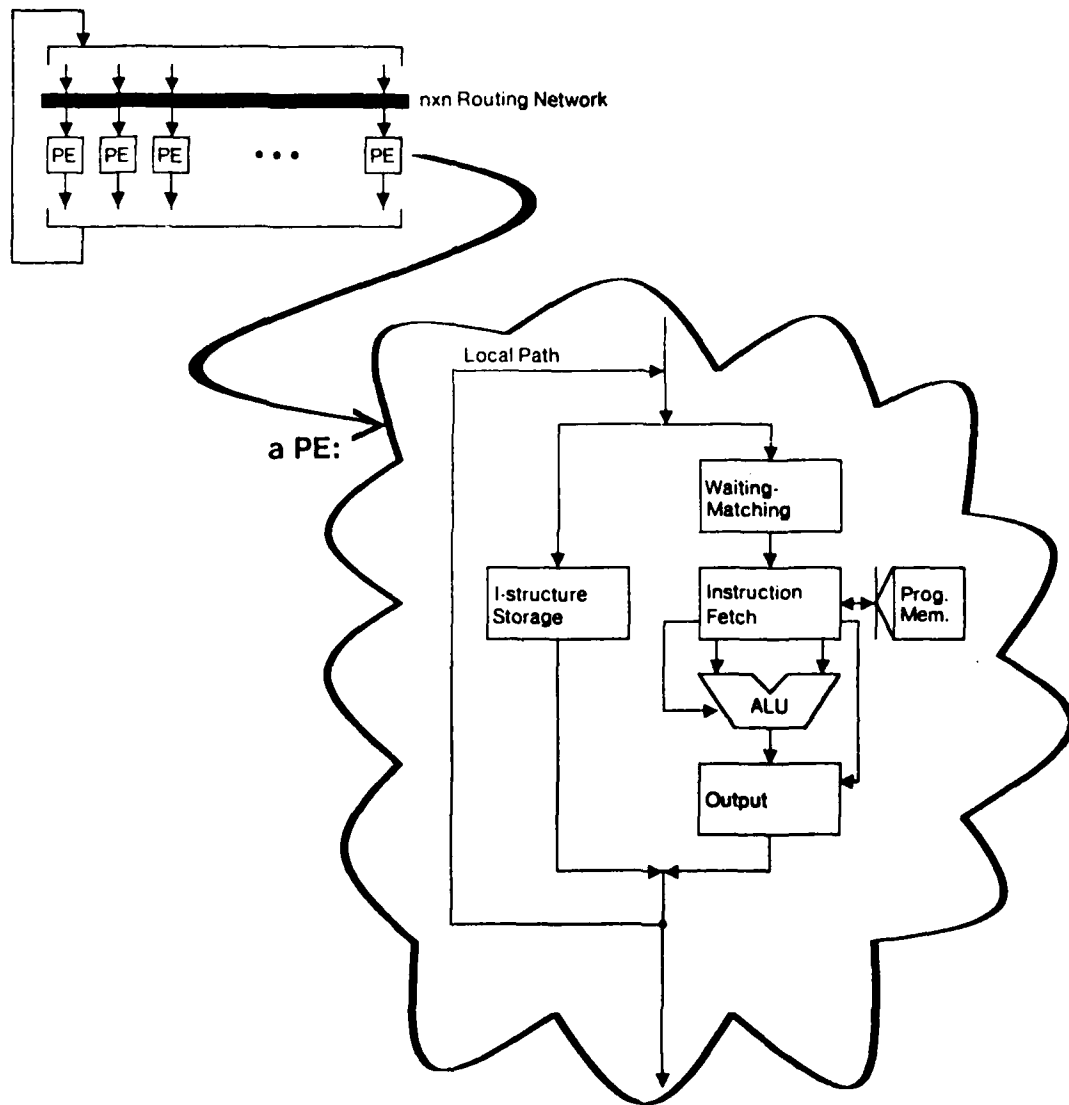 nxn Routing Network
PE
PE
PE
PE
Local Path
a PE:
Waiting-
Matching
I-structure
Storage
Instruction
Fetch
Prog.
Mem.
ALU
Output